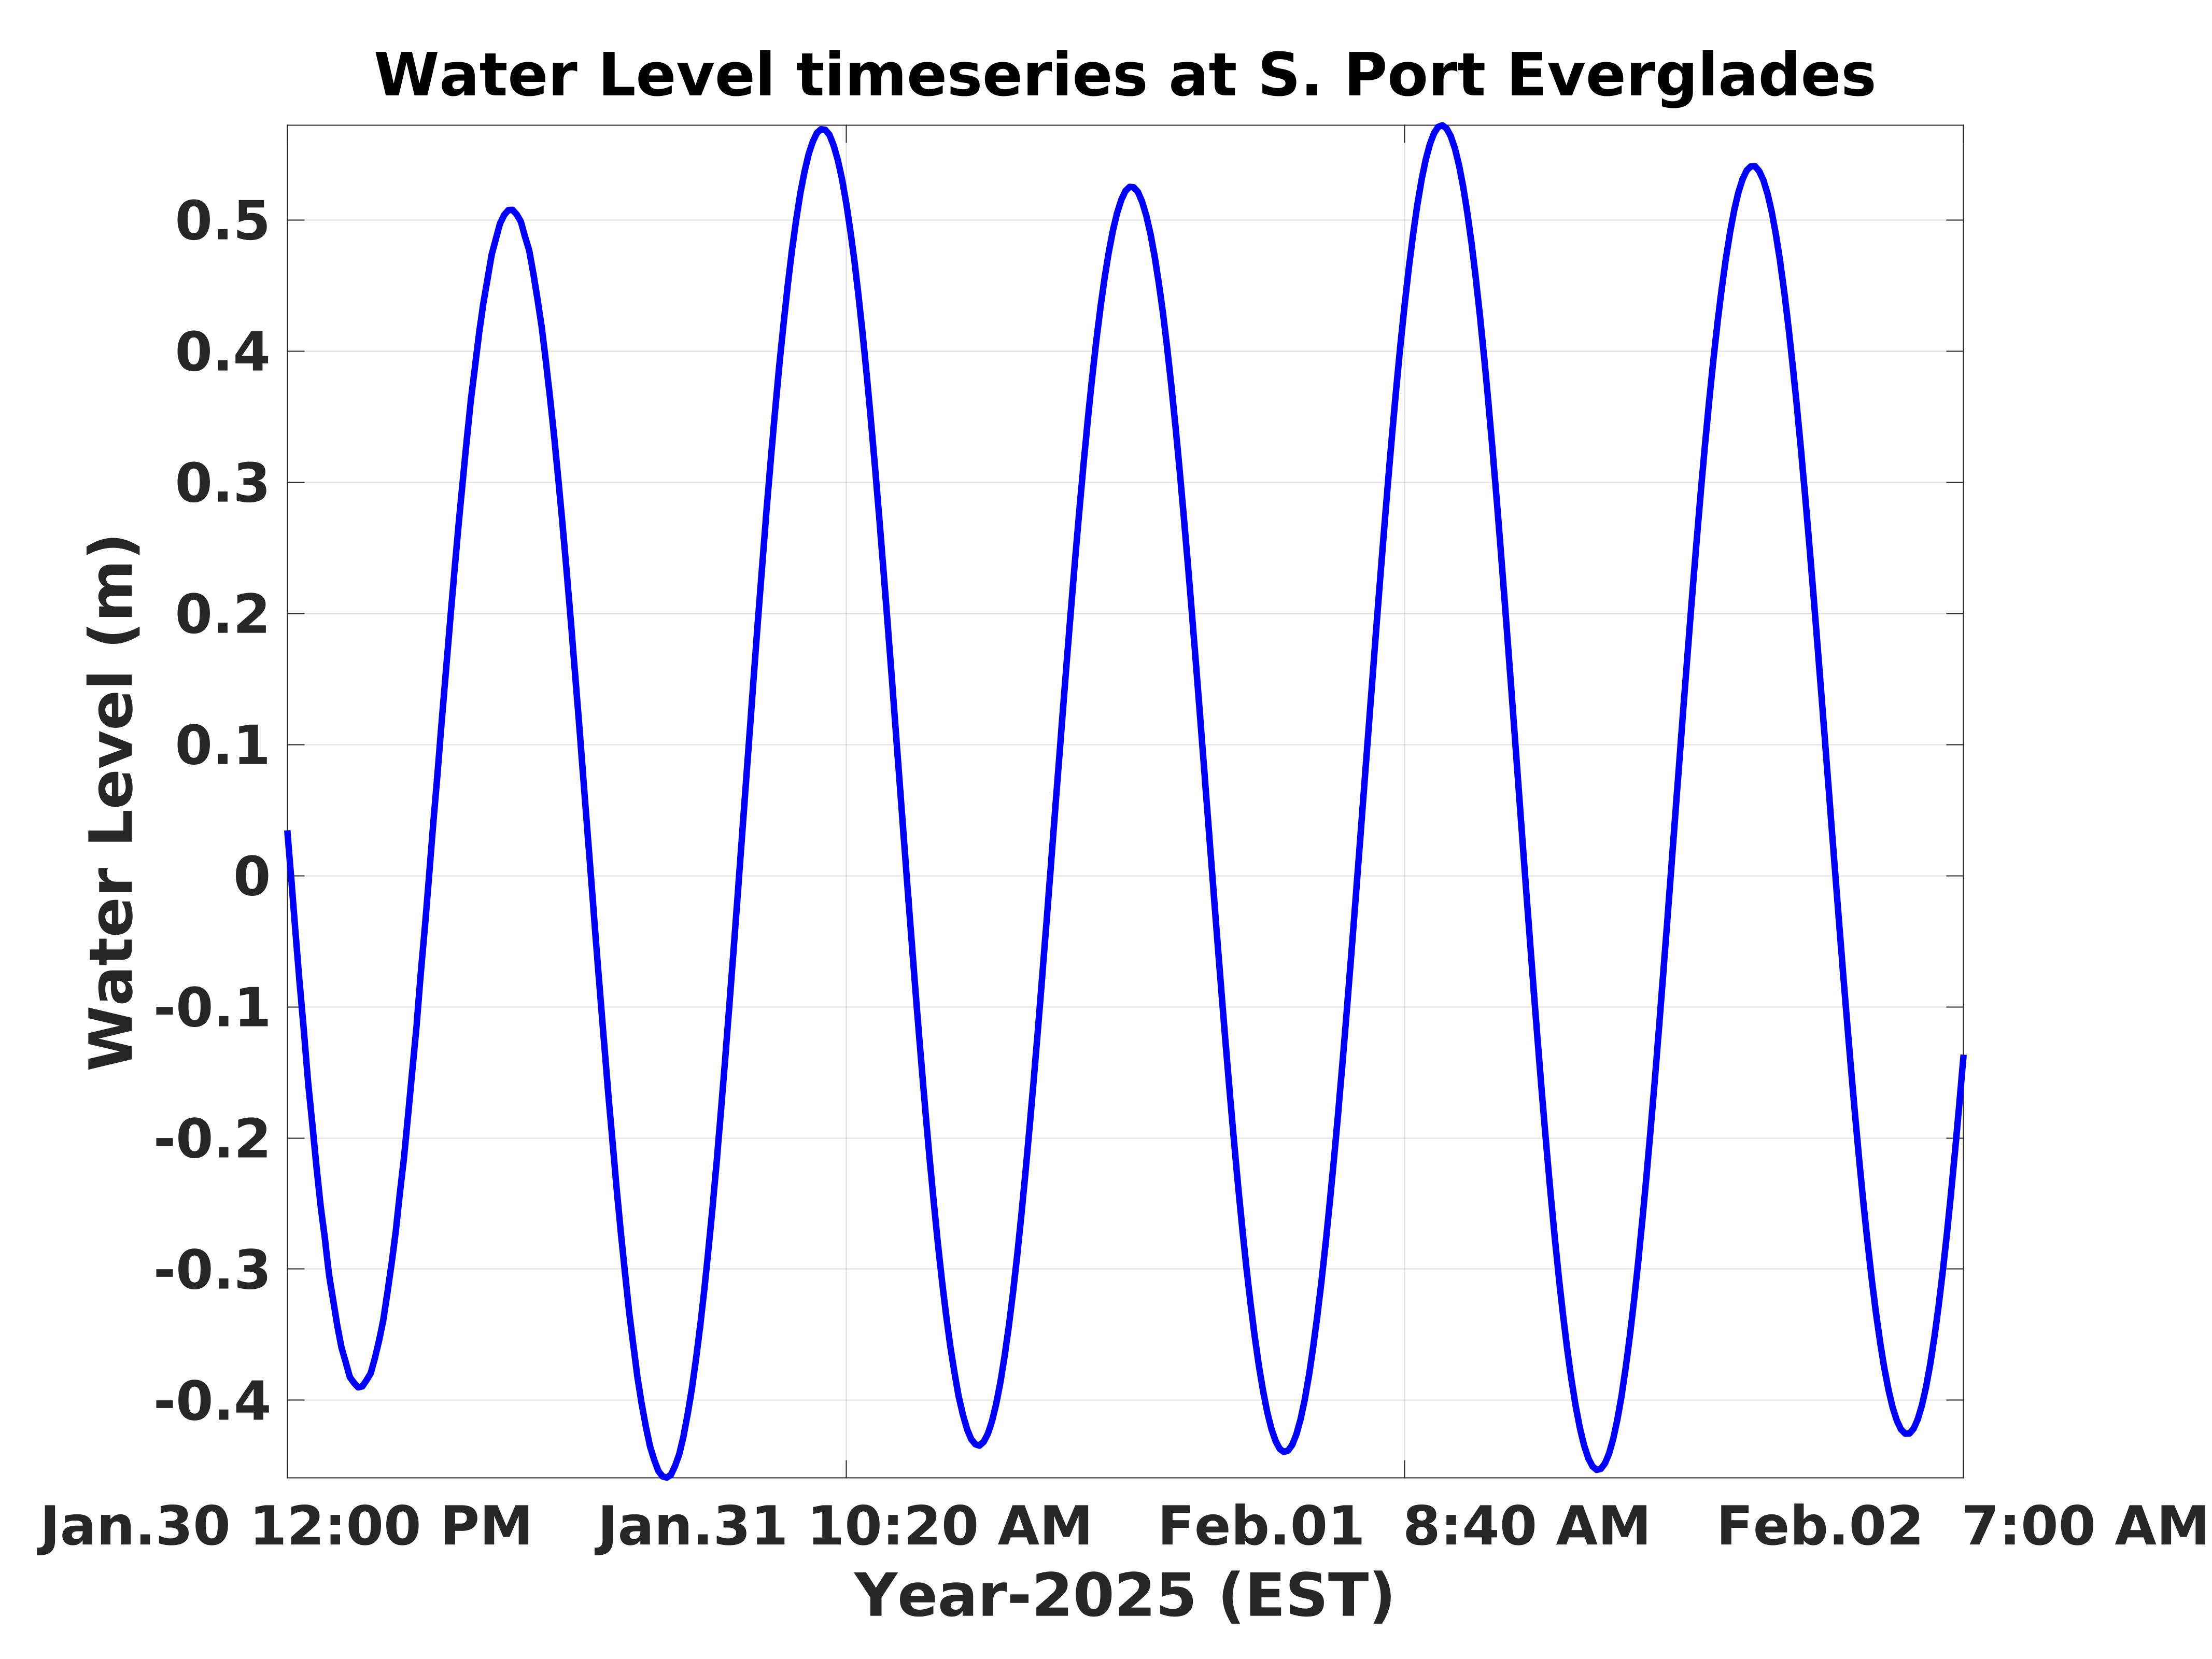 Water Level timeseries at S. Port Everglades
Water Level (m)
0.5
0.4
0.3
0.2
0.1
0
-0.1
-0.2
-0.3
-0.4
Jan.30 12:00 PM Jan.31 10:20 AM Feb.01 8:40 AM Feb.02 7:00 AM
Year-2025 (EST)